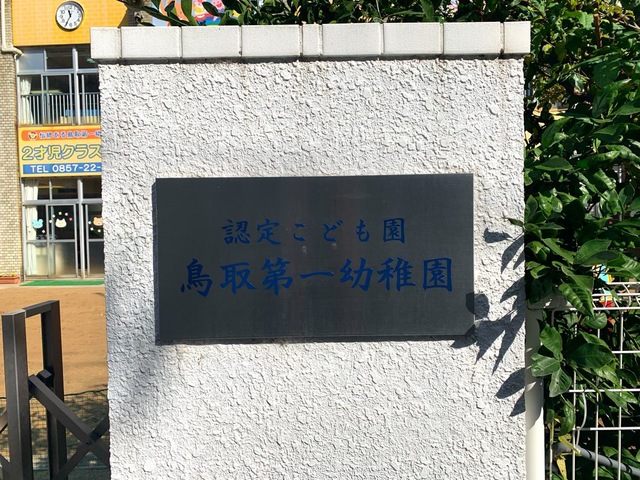 認定こども園
鳥取第一幼稚園
2才児クラス
TEL 0857-22-